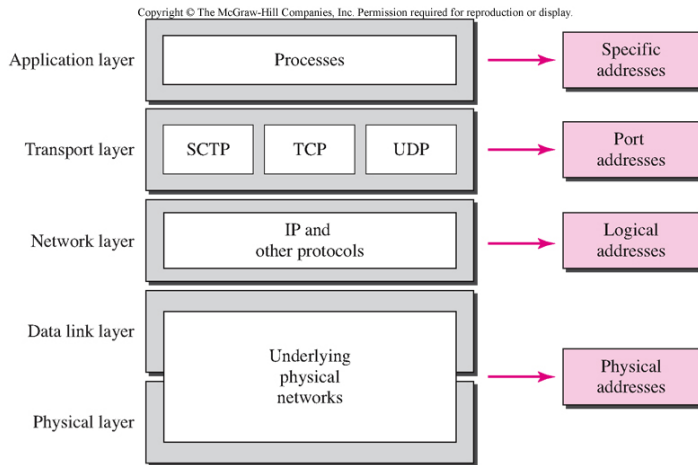 Copyright © The McGraw-Hill Companies, Inc. Permission required for reproduction or display.
Application layer
Processes
Specific
addresses
Transport layer
SCTP
TCP
UDP
Port
addresses
Network layer
IP and
other protocols
Logical
addresses
Data link layer
Underlying
physical
networks
Physical
addresses
Physical layer